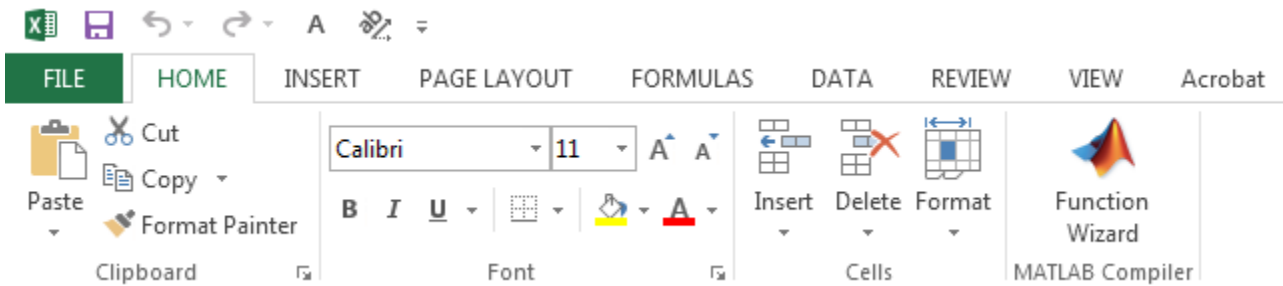 A
FILE HOME INSERT PAGE LAYOUT FORMULAS DATA REVIEW VIEW Acrobat
Paste
Cut
Copy
Format Painter
Clipboard
Calibri 11 A A
B I U A
Font
Insert Delete Format
Cells
Function
Wizard
MATLAB Compiler